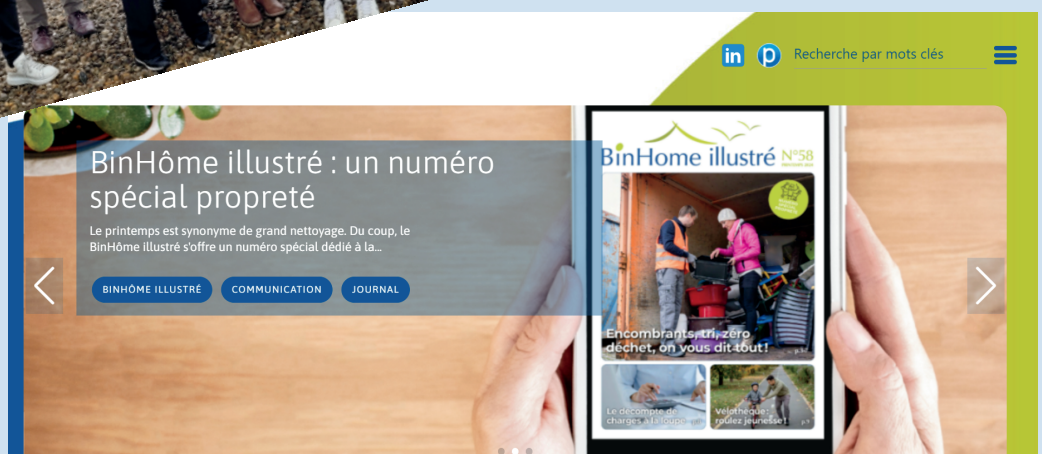 in
p
Recherche par mots clés
BinHôme illustré : un numéro
spécial propreté
Le printemps est synonyme de grand nettoyage. Du coup, le
BinHôme illustré s'offre un numéro spécial dédié à la...
BINHÔME ILLUSTRÉ
COMMUNICATION
JOURNAL
BinHome illustré N°58
Encombrants, tri, zéro
déchet, on vous dit tout !
Le décompte de
charges à la loupe
Vélothèque :
roulez jeunesse !